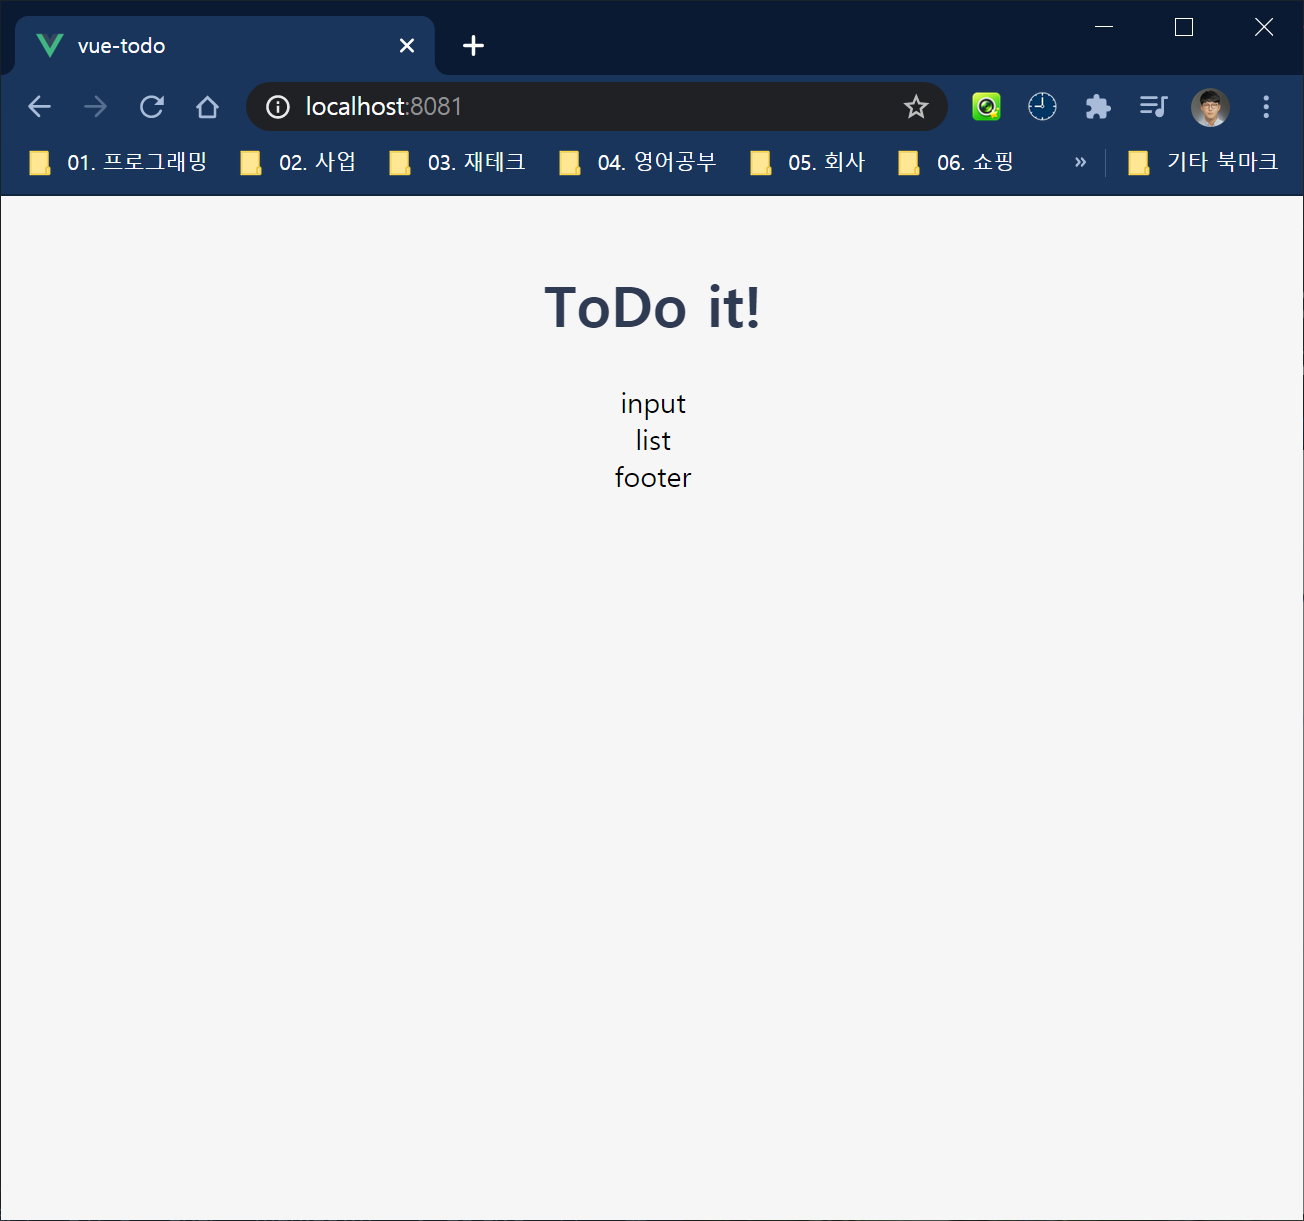 vue-todo
localhost:8081
01. 프로그래밍 02. 사업 03. 재테크 04. 영어공부 05. 회사 06. 쇼핑 » 기타 북마크
ToDo it!
input
list
footer